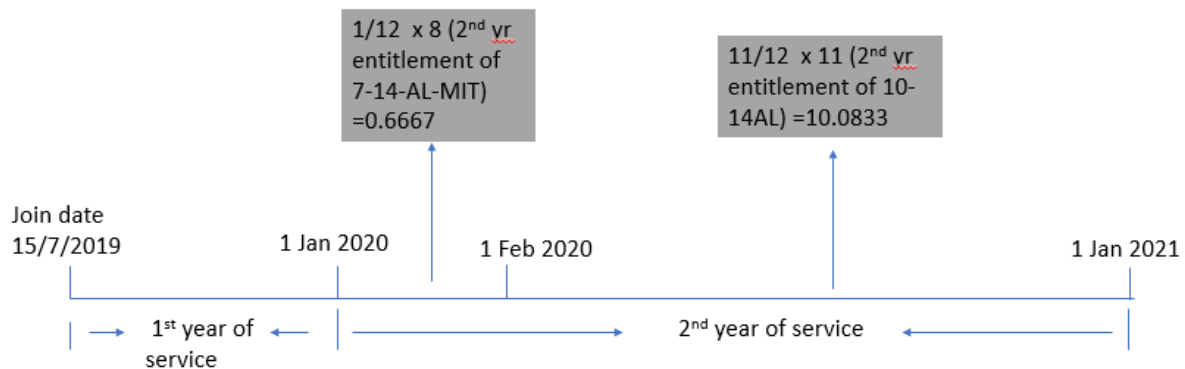 1/12  x 8 (2nd yr
entitlement of
7-14-AL-MIT)
=0.6667
11/12  x 11 (2nd yr
entitlement of 10-
14AL) =10.0833
Join date
15/7/2019
1 Jan 2020
1 Feb 2020
1 Jan 2021
1st year of
service
2nd year of service